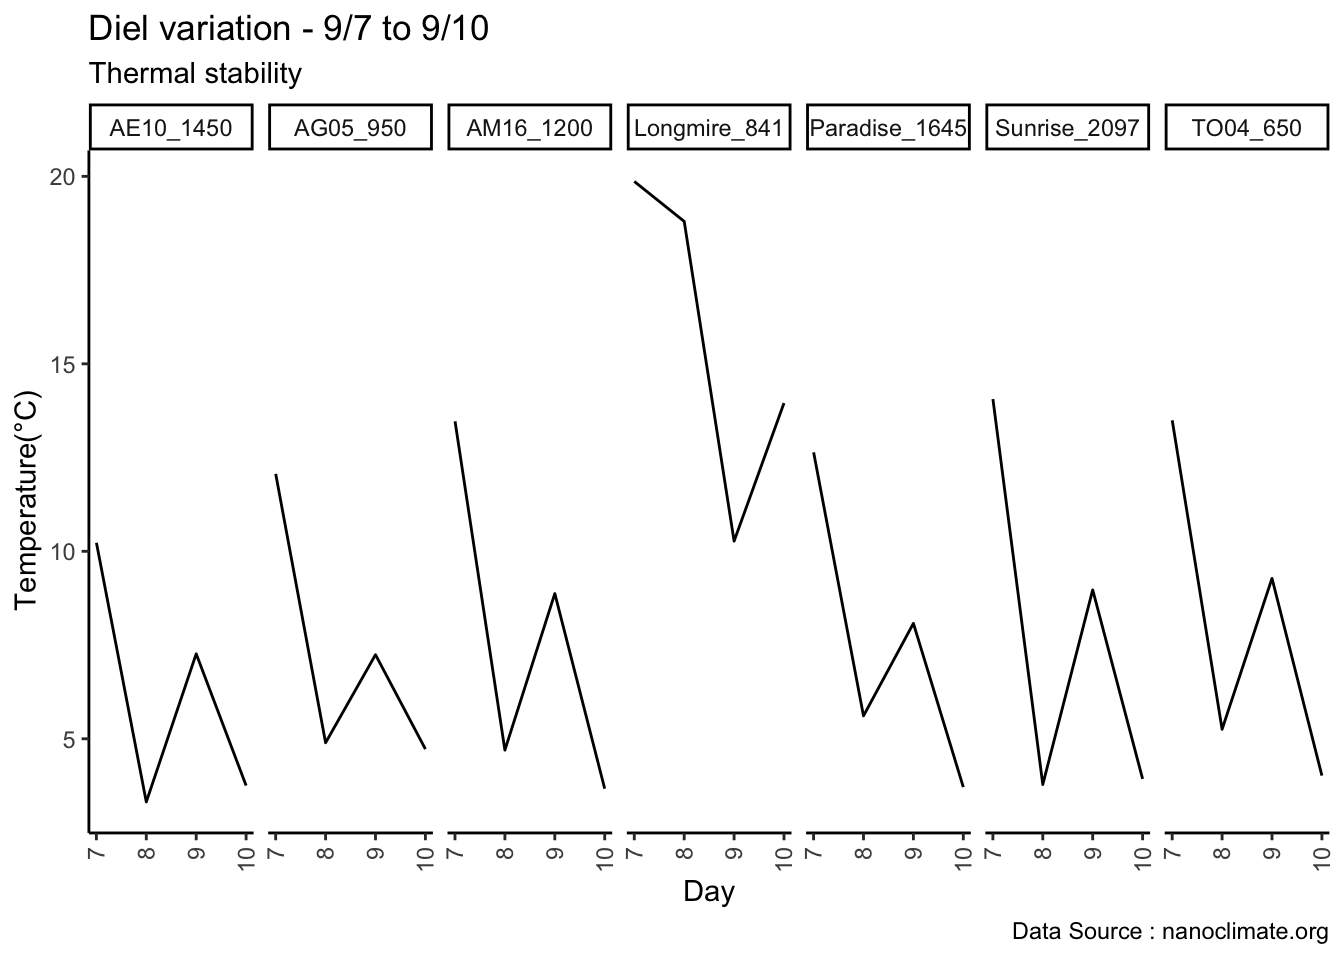 Diel variation - 9/7 to 9/10
Thermal stability
AE10_1450 AG05_950 AM16_1200 Longmire_841 Paradise_1645 Sunrise_2097 TO04_650
20
15
10
5
Temperature(°C)
7 8 9 10 7 8 9 10 7 8 9 10 7 8 9 10 7 8 9 10 7 8 9 10 7 8 9 10
Day
Data Source : nanoclimate.org